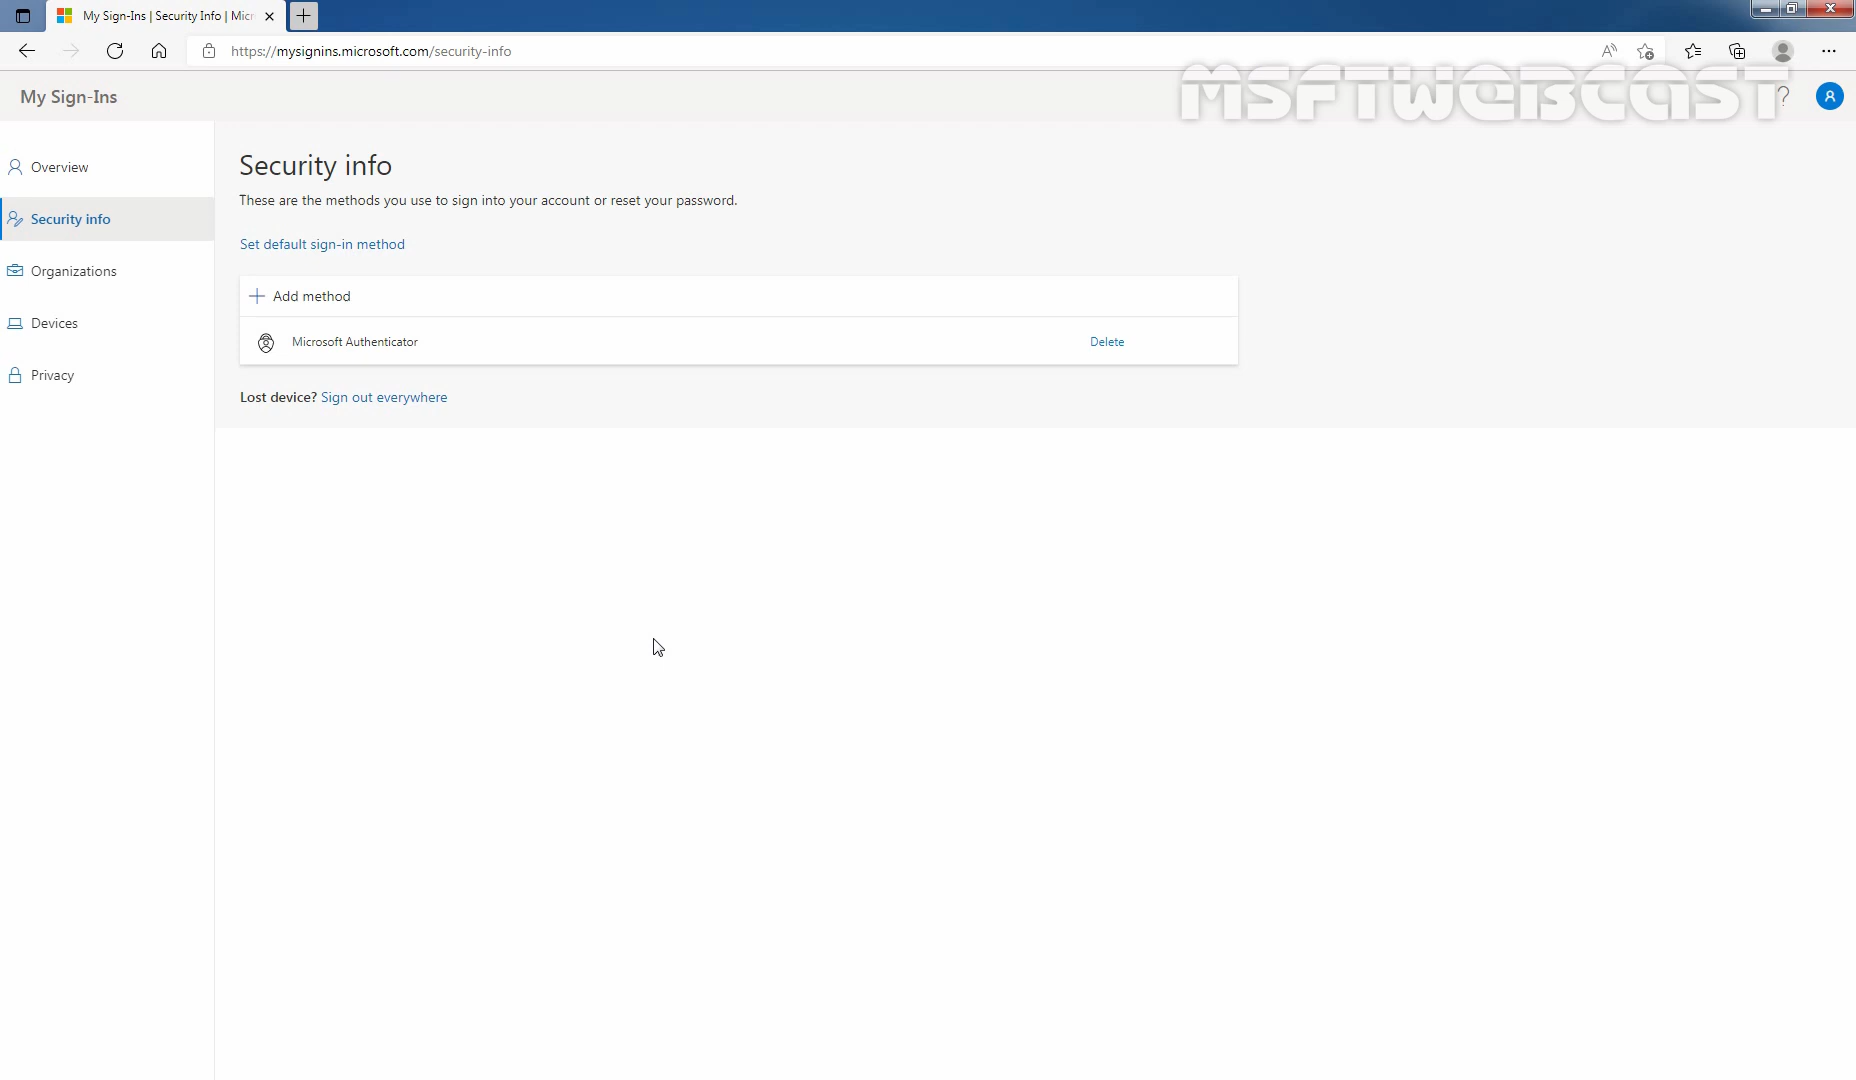 My Sign-Ins | Security Info | Micr
https://mysignins.microsoft.com/security-info
MSFTWEBCAST
My Sign-Ins
?
Overview
Security info
Organizations
Devices
Privacy
Security info
These are the methods you use to sign into your account or reset your password.
Set default sign-in method
Add method
Microsoft Authenticator
Delete
Lost device? Sign out everywhere